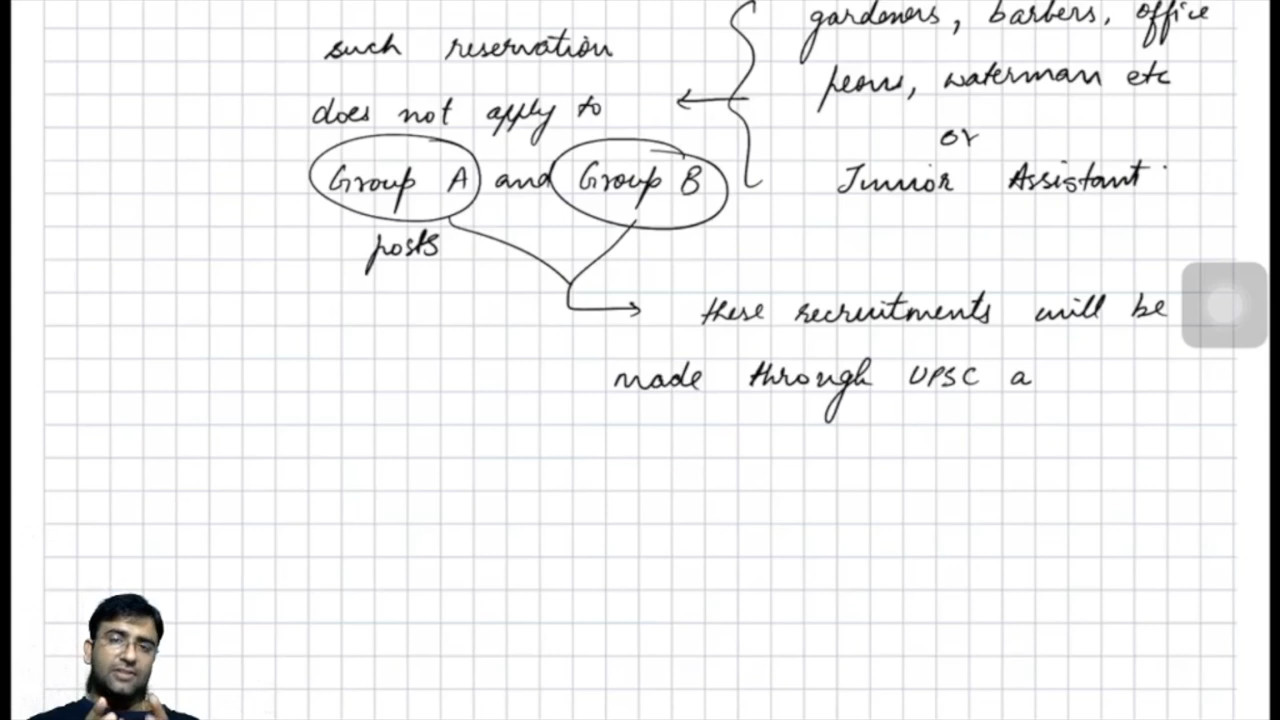 such reservation
does not apply to
Group A and Group B
posts
gardeners, barbers, office
peons, waterman etc
or
Junior Assistant
these recruitments will be
made through UPSC a